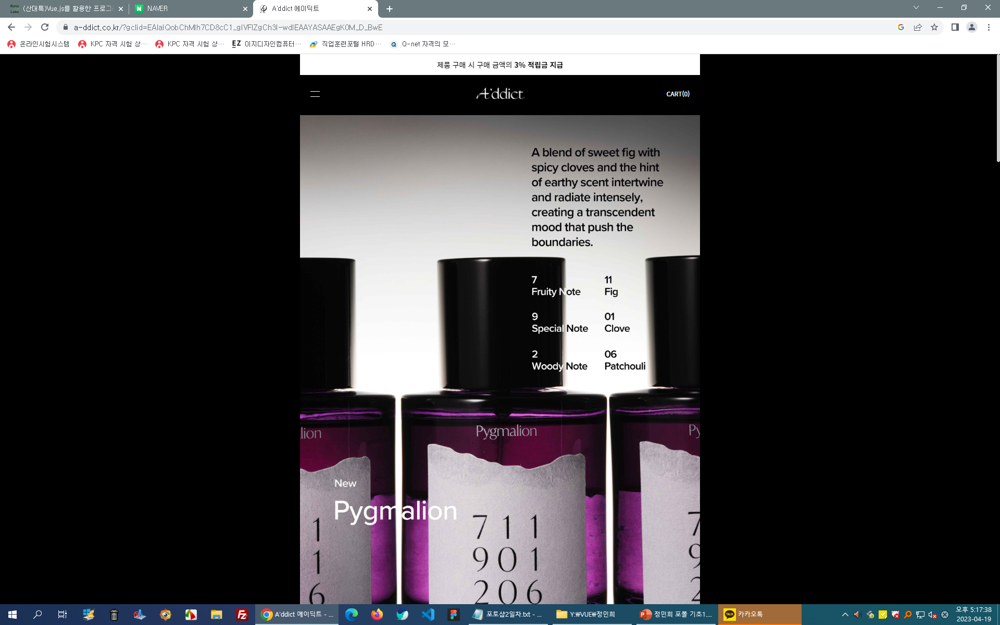 (산대특)Vue.js를 활용한 프로그
NAVER
A'ddict 에이딕트
온라인시험시스템
KPC 자격 시험 상…
KPC 자격 시험 상…
EZ 이지디자인컴퓨터…
직업훈련포털 HRD…
Q-net 자격의 모…
제품 구매 시 구매 금액의 3% 적립금 지급
A'ddict
CART(0)
A blend of sweet fig with
spicy cloves and the hint
of earthy scent intertwine
and radiate intensely,
creating a transcendent
mood that push the
boundaries.
7
Fruity Note
11
Fig
9
Special Note
01
Clove
2
Woody Note
06
Patchouli
lion
Pygmalion
Py
New
Pygmalion
1
1
6
7 1 1
9 0 1
2 0 6
7
9
2
A'ddict 에이딕트 - ...
포토샵2일차.txt - ...
Y:\VUE\정민희
정민희 포폴 기초1....
TALK
카카오톡
오후 5:17:38
2023-04-19